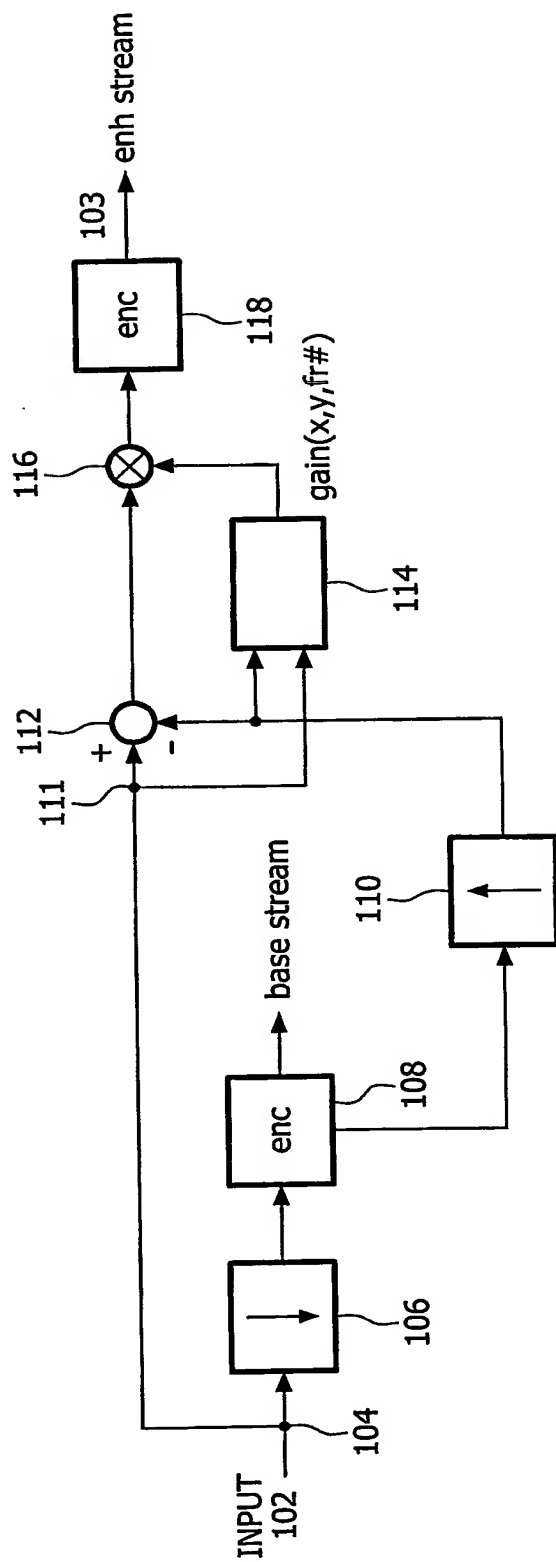 INPUT
102
104
106
enc
108
base stream
110
111
+
-
112
114
gain(x,y,fr#)
116
enc
118
103
enh stream